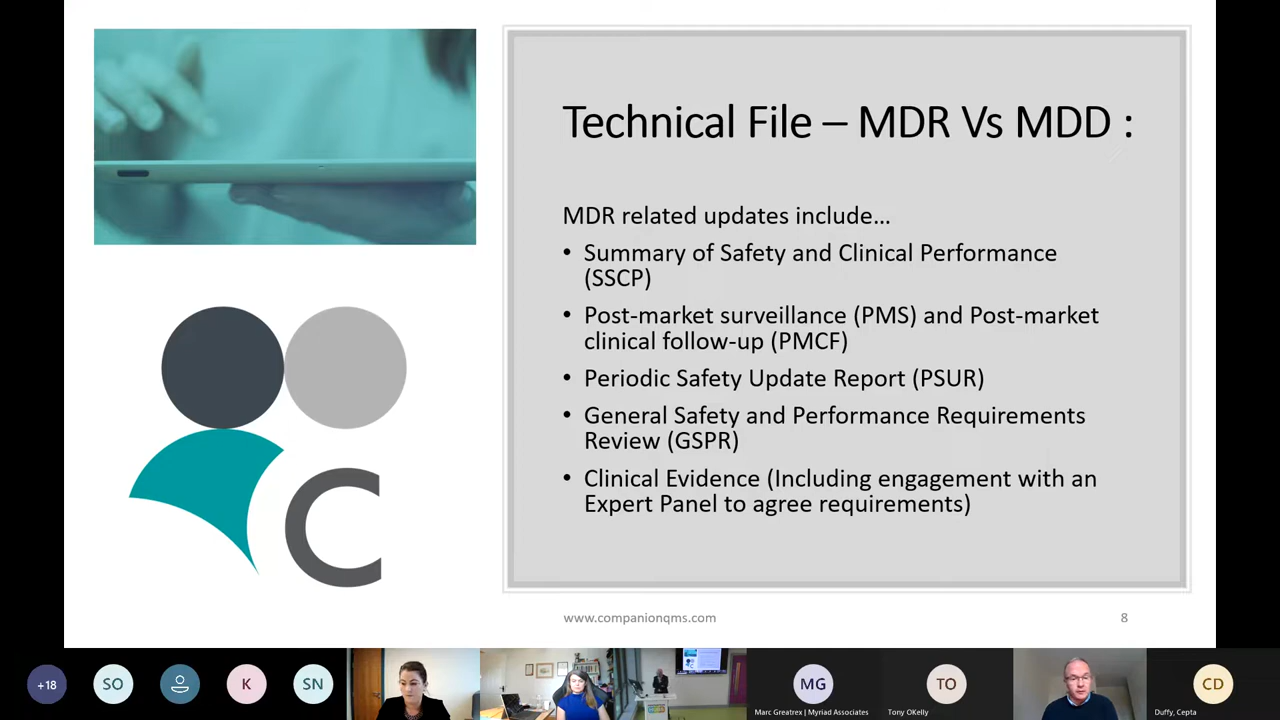 Technical File – MDR Vs MDD :
MDR related updates include…
• Summary of Safety and Clinical Performance
(SSCP)
• Post-market surveillance (PMS) and Post-market
clinical follow-up (PMCF)
• Periodic Safety Update Report (PSUR)
• General Safety and Performance Requirements
Review (GSPR)
• Clinical Evidence (Including engagement with an
Expert Panel to agree requirements)
C
www.companionqms.com
8
+18
SO
K
SN
MG
Marc Greatrex | Myriad Associates
TO
Tony OKelly
CD
Duffy, Cepta